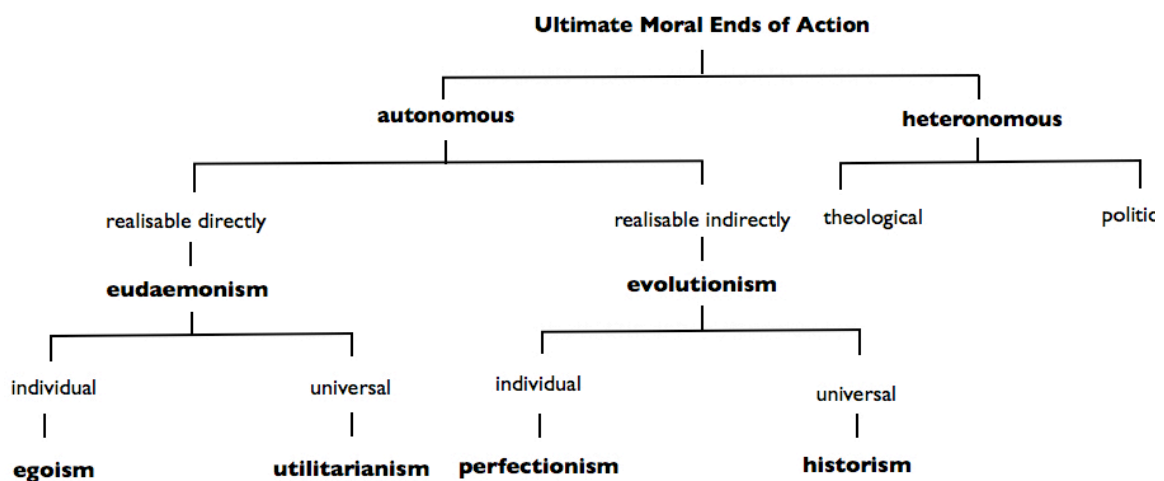 Ultimate Moral Ends of Action
autonomous
heteronomous
realisable directly
realisable indirectly
theological
politic
eudaemonism
evolutionism
individual
universal
individual
universal
egoism
utilitarianism
perfectionism
historism